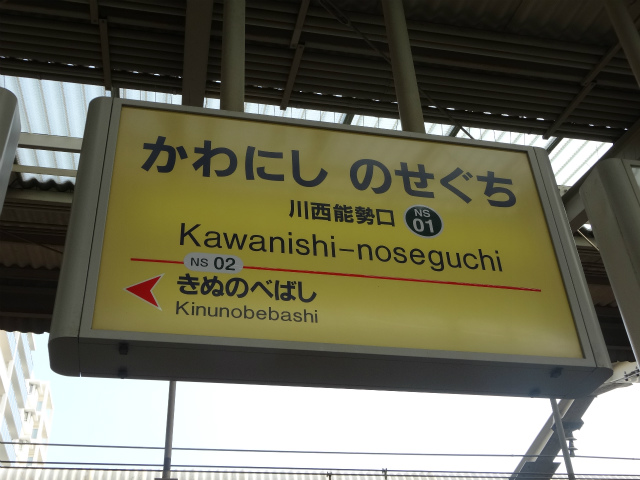 かわにし のせぐち
川西能勢口 NS 01
Kawanishi-noseguchi
NS 02
きぬのべばし
Kinunobebashi